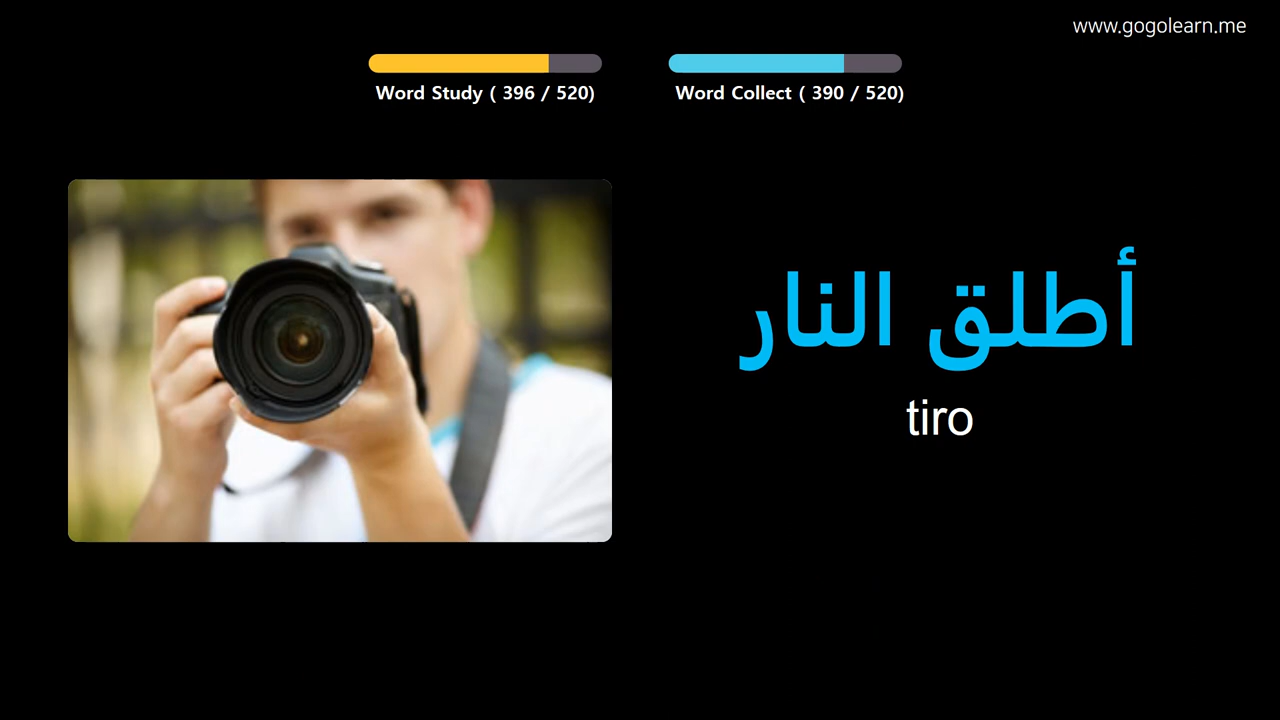 www.gogolearn.me
Word Study ( 396 / 520)
Word Collect ( 390 / 520)
أطلق النار
tiro